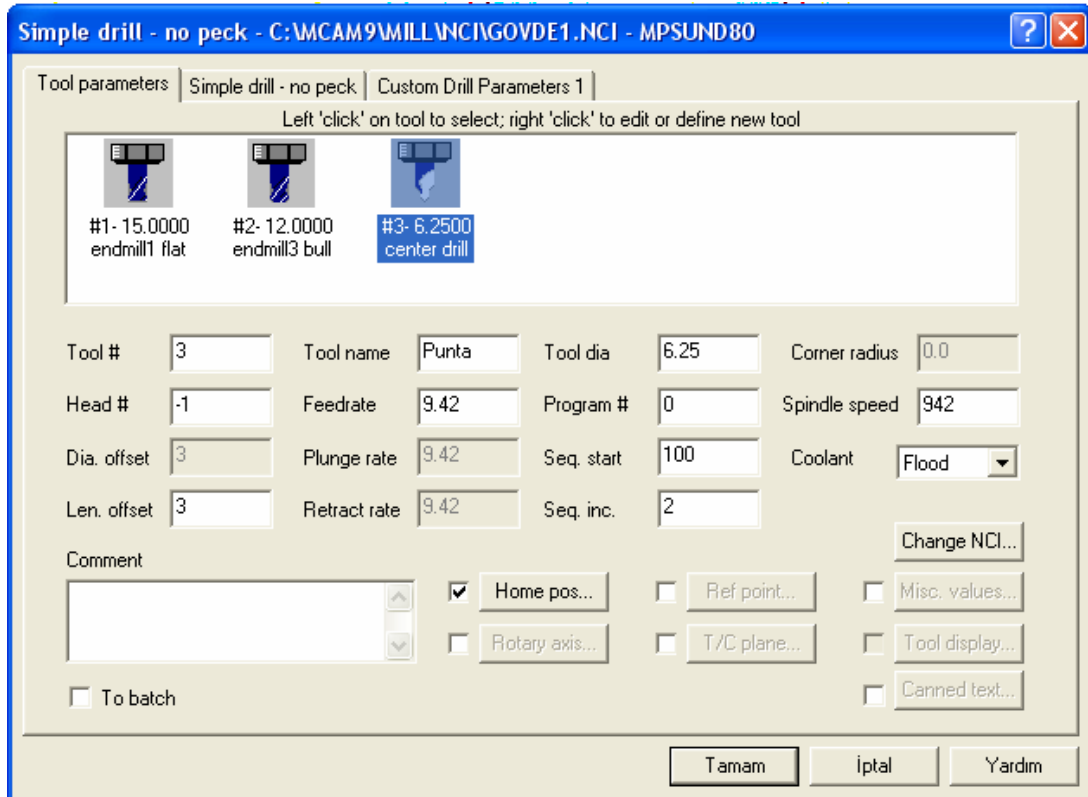 Simple drill - no peck - C:\MCAM9\MILL\NCI\GOVDE1.NCI - MPSUND80
Tool parameters Simple drill - no peck Custom Drill Parameters 1
Left 'click' on tool to select; right 'click' to edit or define new tool
#1- 15.0000 #2- 12.0000 #3- 6.2500
endmill1 flat endmill3 bull center drill
Tool # 3 Tool name Punta Tool dia 6.25 Corner radius 0.0
Head # -1 Feedrate 9.42 Program # 0 Spindle speed 942
Dia. offset 3 Plunge rate 9.42 Seq. start 100 Coolant Flood
Len. offset 3 Retract rate 9.42 Seq. inc. 2
Change NCI...
Comment
Home pos... Ref point... Misc. values...
Rotary axis... T/C plane... Tool display...
To batch Canned text...
Tamam İptal Yardım